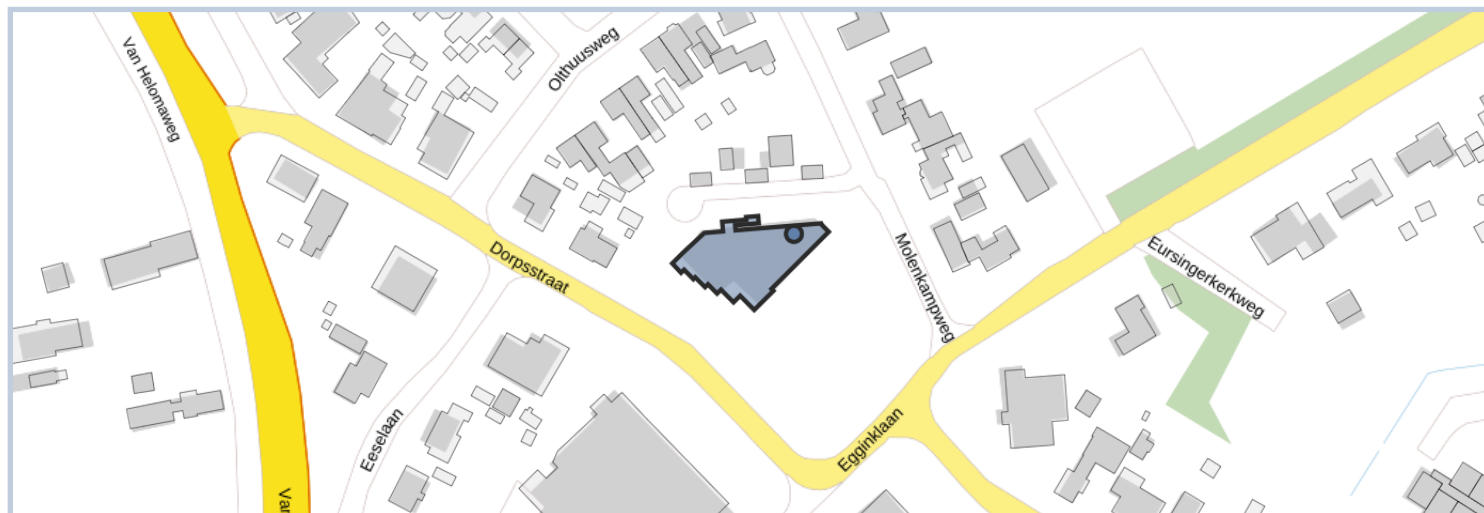 Van Helomaweg
Olthuusweg
Dorpsstraat
Molenkampweg
Eursingerkerkweg
Eeselaan
Egginklaan
Van